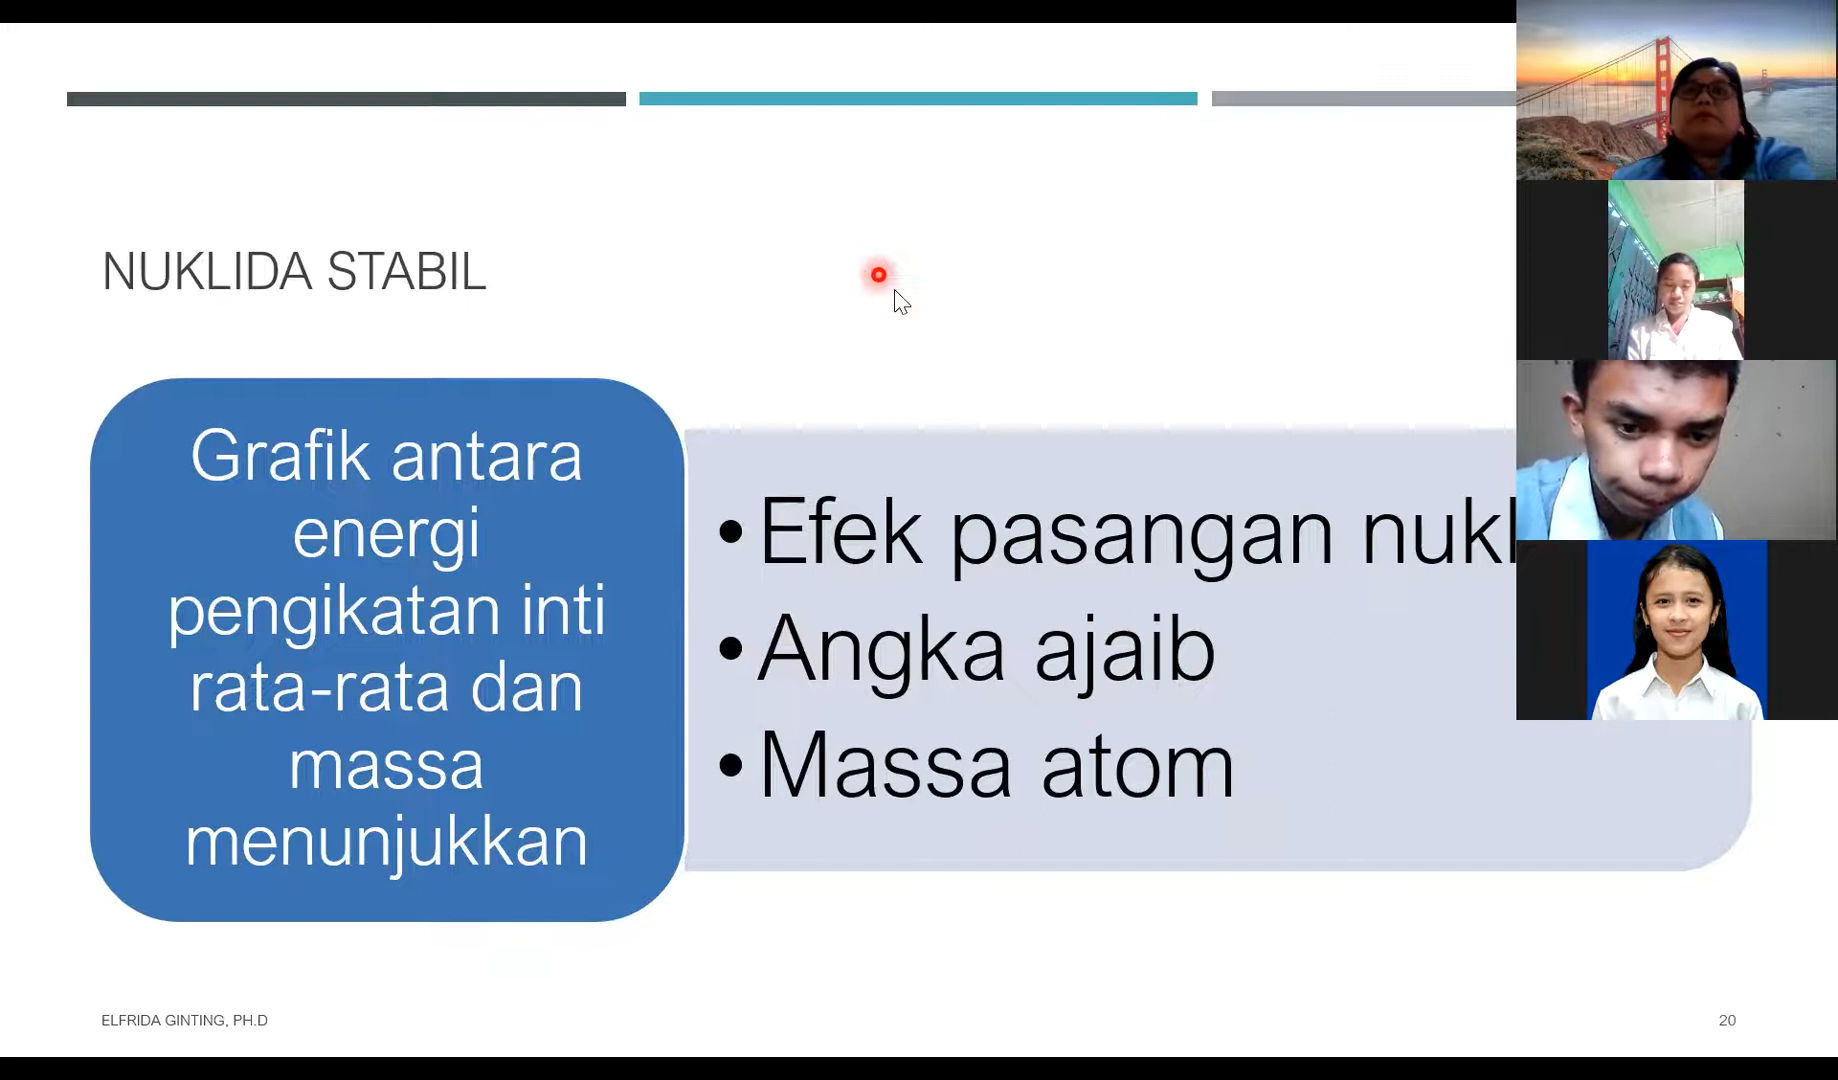 NUKLIDA STABIL
Grafik antara
energi
pengikatan inti
rata-rata dan
massa
menunjukkan
•Efek pasangan
•Angka ajaib
•Massa atom
ELFRIDA GINTING, PH.D
20